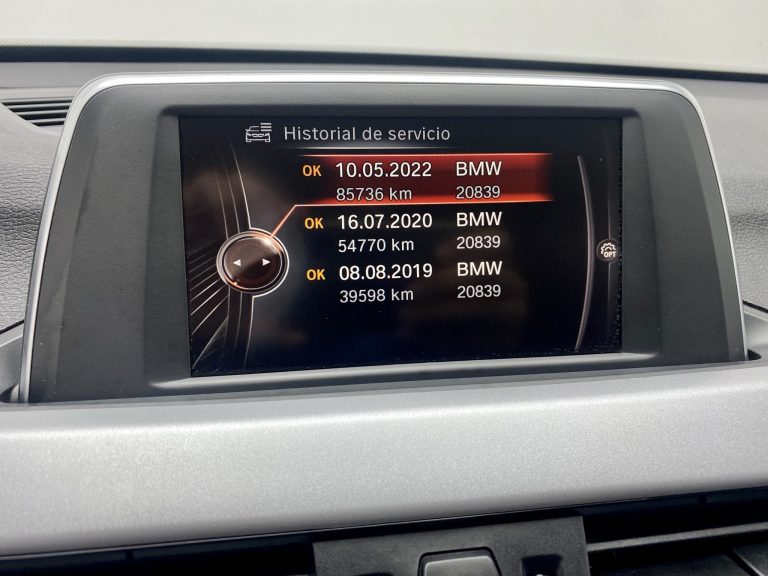 Historial de servicio
OK 10.05.2022 BMW
85736 km 20839
OK 16.07.2020 BMW
54770 km 20839
OK 08.08.2019 BMW
39598 km 20839
OPT